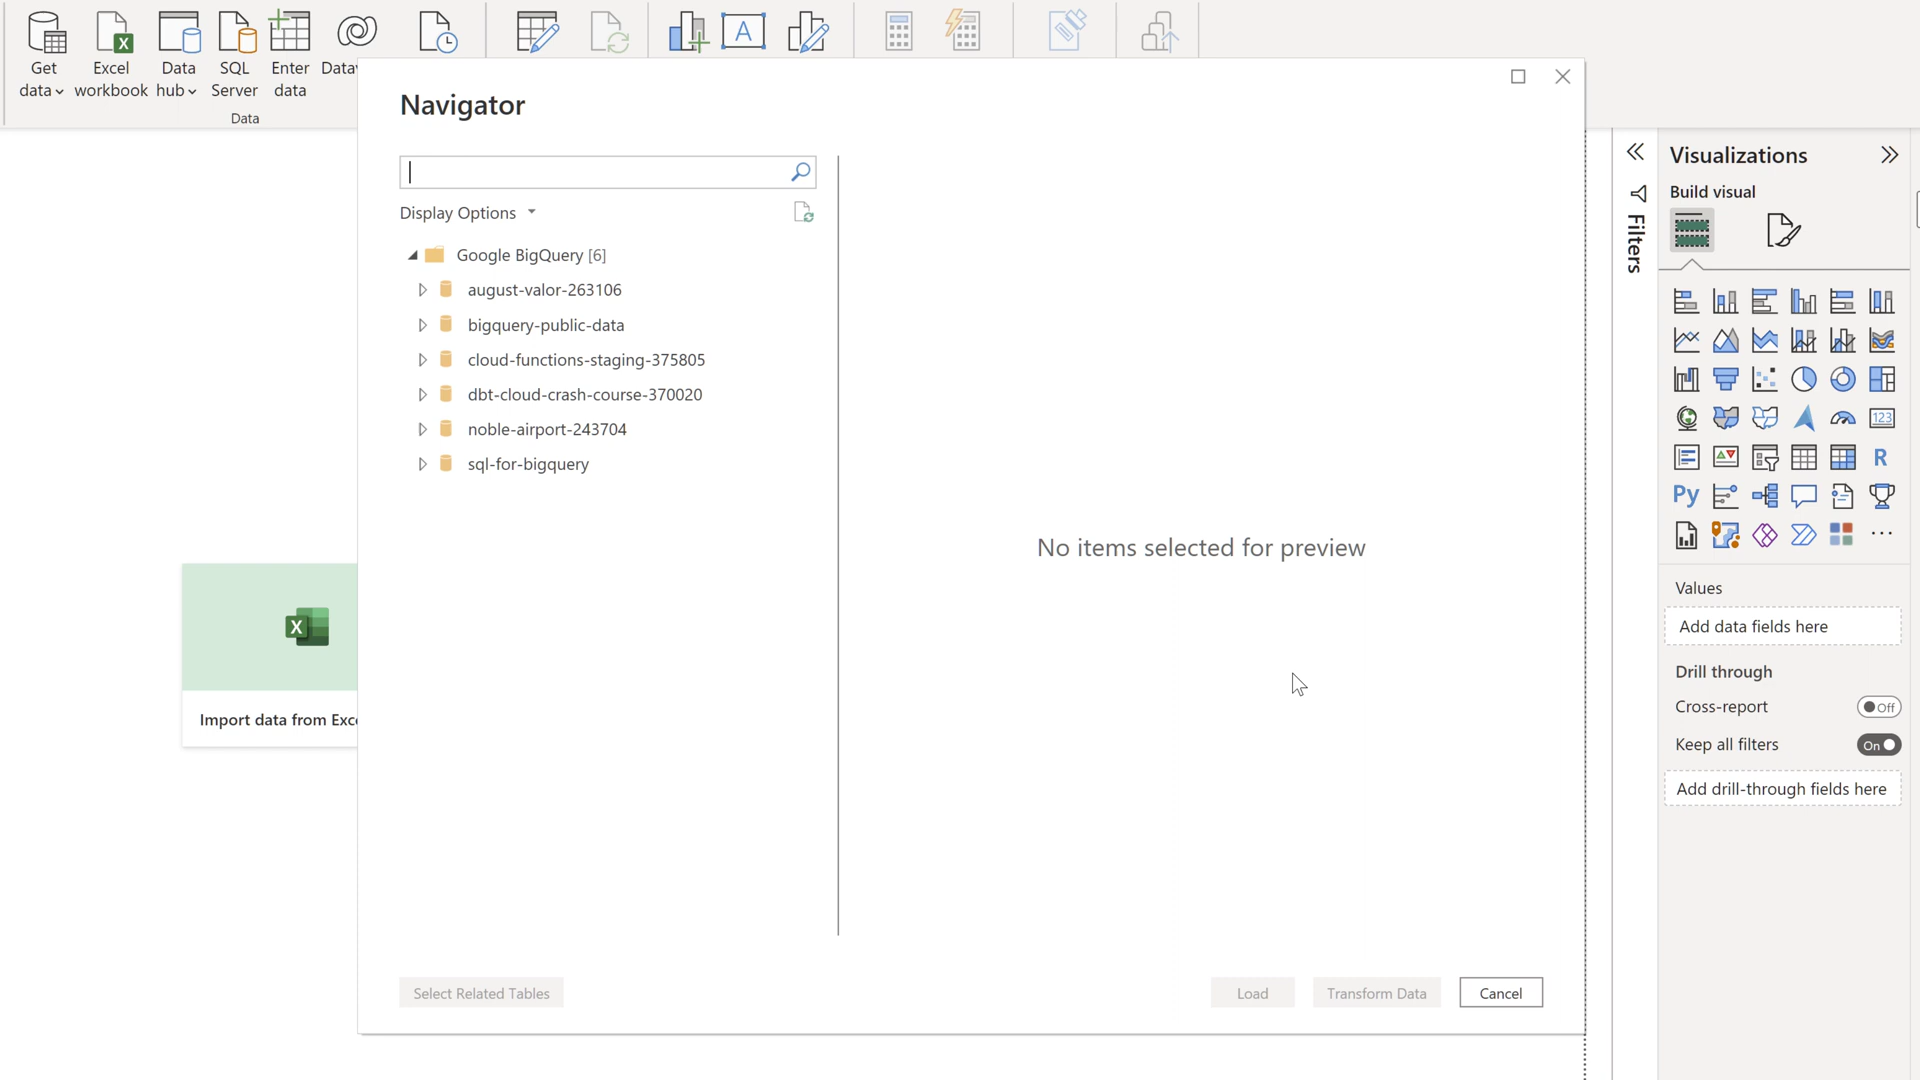 Get data
Excel workbook
Data hub
SQL Server
Enter data
Data
A
Navigator
Display Options
Google BigQuery [6]
august-valor-263106
bigquery-public-data
cloud-functions-staging-375805
dbt-cloud-crash-course-370020
noble-airport-243704
sql-for-bigquery
No items selected for preview
Select Related Tables
Load
Transform Data
Cancel
X
Import data from Exc
Filters
Visualizations
Build visual
123
R
Py
Values
Add data fields here
Drill through
Cross-report
Off
Keep all filters
On
Add drill-through fields here